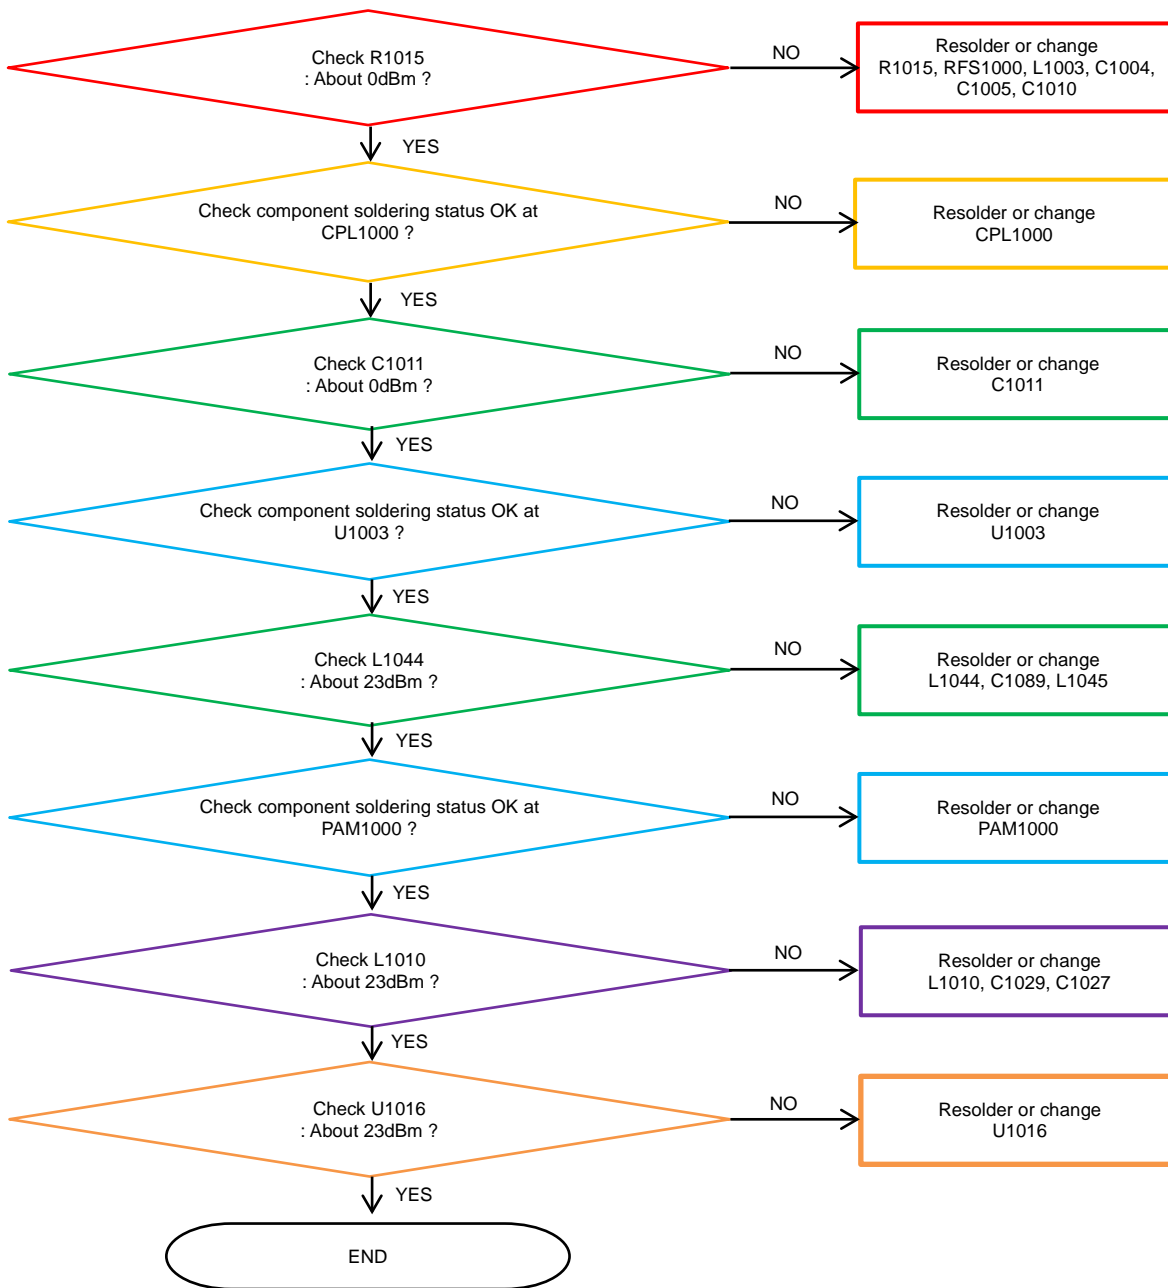 Check R1015
: About 0dBm ?
NO
Resolder or change
R1015, RFS1000, L1003, C1004,
C1005, C1010
YES
Check component soldering status OK at
CPL1000 ?
NO
Resolder or change
CPL1000
YES
Check C1011
: About 0dBm ?
NO
Resolder or change
C1011
YES
Check component soldering status OK at
U1003 ?
NO
Resolder or change
U1003
YES
Check L1044
: About 23dBm ?
NO
Resolder or change
L1044, C1089, L1045
YES
Check component soldering status OK at
PAM1000 ?
NO
Resolder or change
PAM1000
YES
Check L1010
: About 23dBm ?
NO
Resolder or change
L1010, C1029, C1027
YES
Check U1016
: About 23dBm ?
NO
Resolder or change
U1016
YES
END